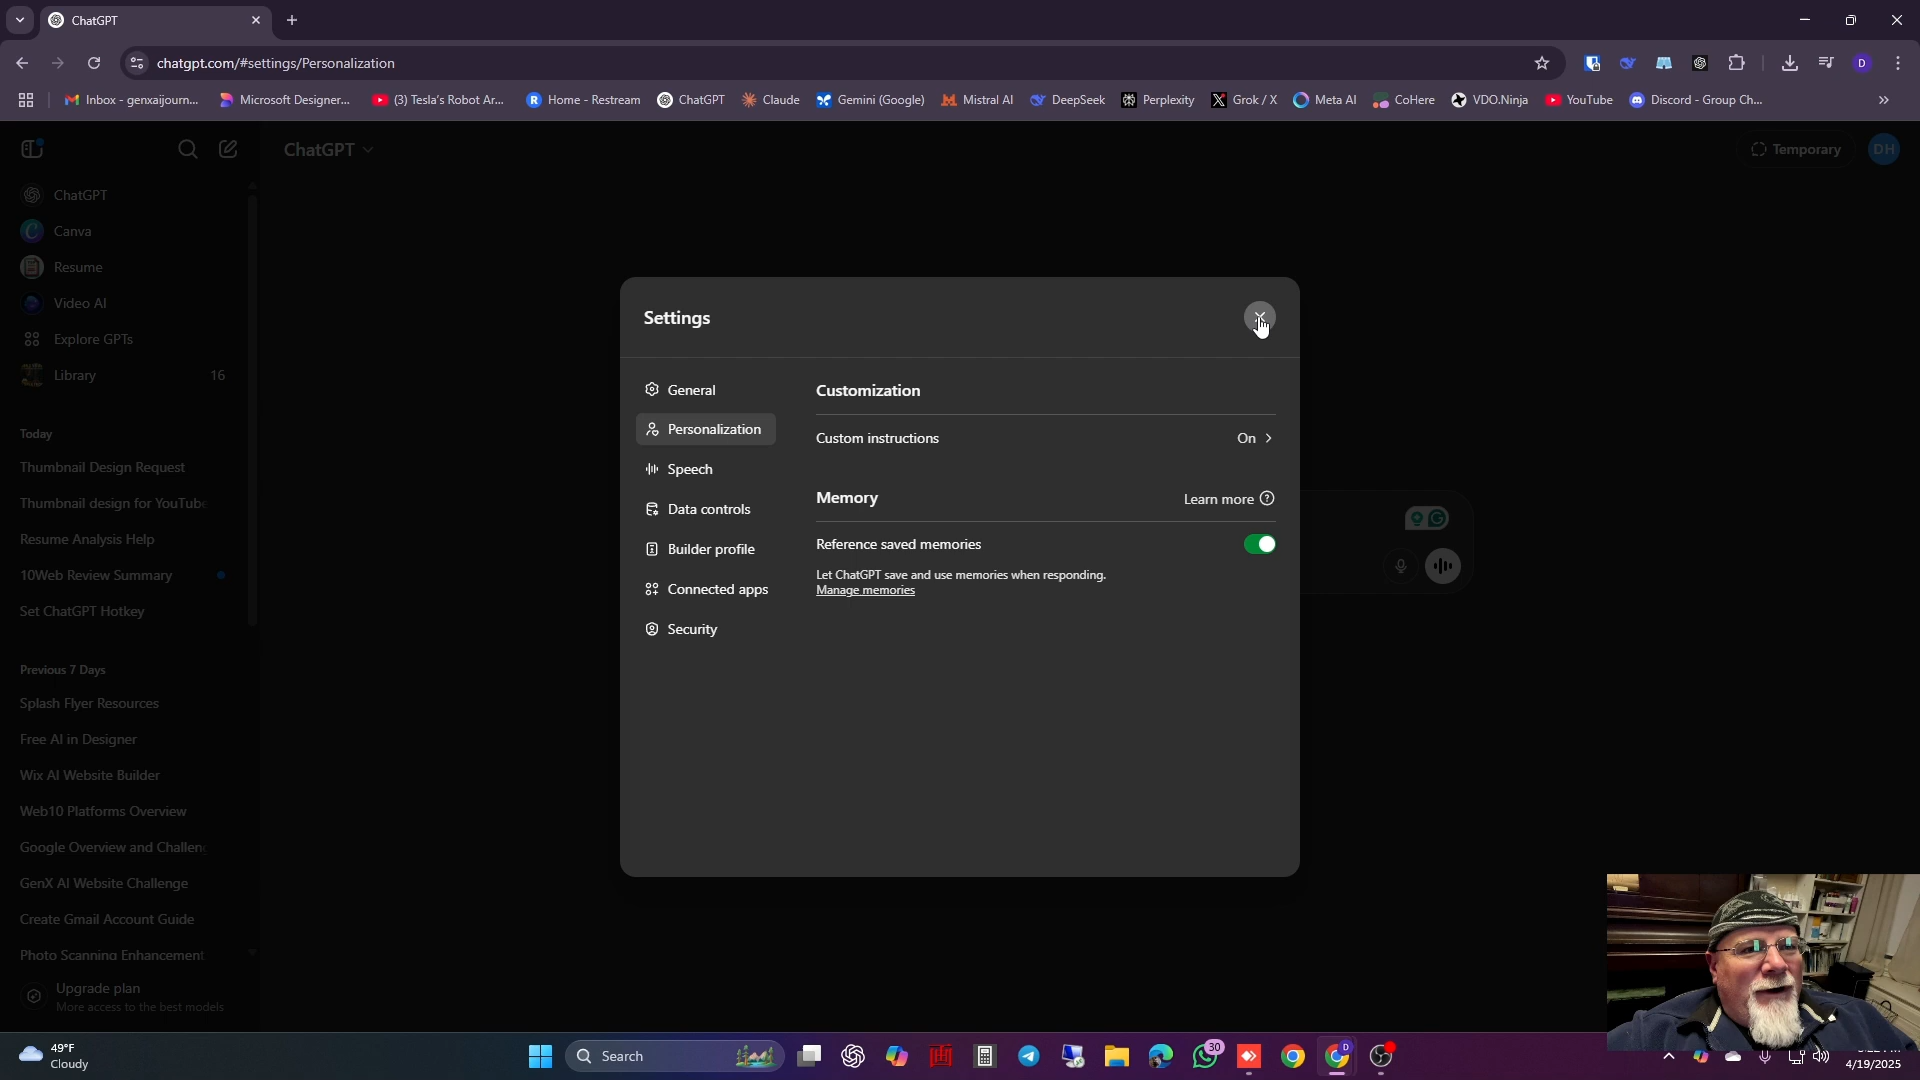 ChatGPT
chatgpt.com/#settings/Personalization
Inbox - genxaijourn...
Microsoft Designer...
(3) Tesla's Robot Ar...
Home - Restream
ChatGPT
Claude
Gemini (Google)
Mistral AI
DeepSeek
Perplexity
Grok / X
Meta AI
CoHere
VDO.Ninja
YouTube
Discord - Group Ch...
ChatGPT
Temporary
DH
ChatGPT
Canva
Resume
Video AI
Explore GPTs
Library 16
Today
Thumbnail Design Request
Thumbnail design for YouTube
Resume Analysis Help
10Web Review Summary
Set ChatGPT Hotkey
Previous 7 Days
Splash Flyer Resources
Free AI in Designer
Wix AI Website Builder
Web10 Platforms Overview
Google Overview and Challeng
GenX AI Website Challenge
Create Gmail Account Guide
Photo Scanning Enhancement
Upgrade plan
More access to the best models
Settings
General
Personalization
Speech
Data controls
Builder profile
Connected apps
Security
Customization
Custom instructions On
Memory Learn more
Reference saved memories
Let ChatGPT save and use memories when responding.
Manage memories
49°F
Cloudy
Search
30
4/19/2025